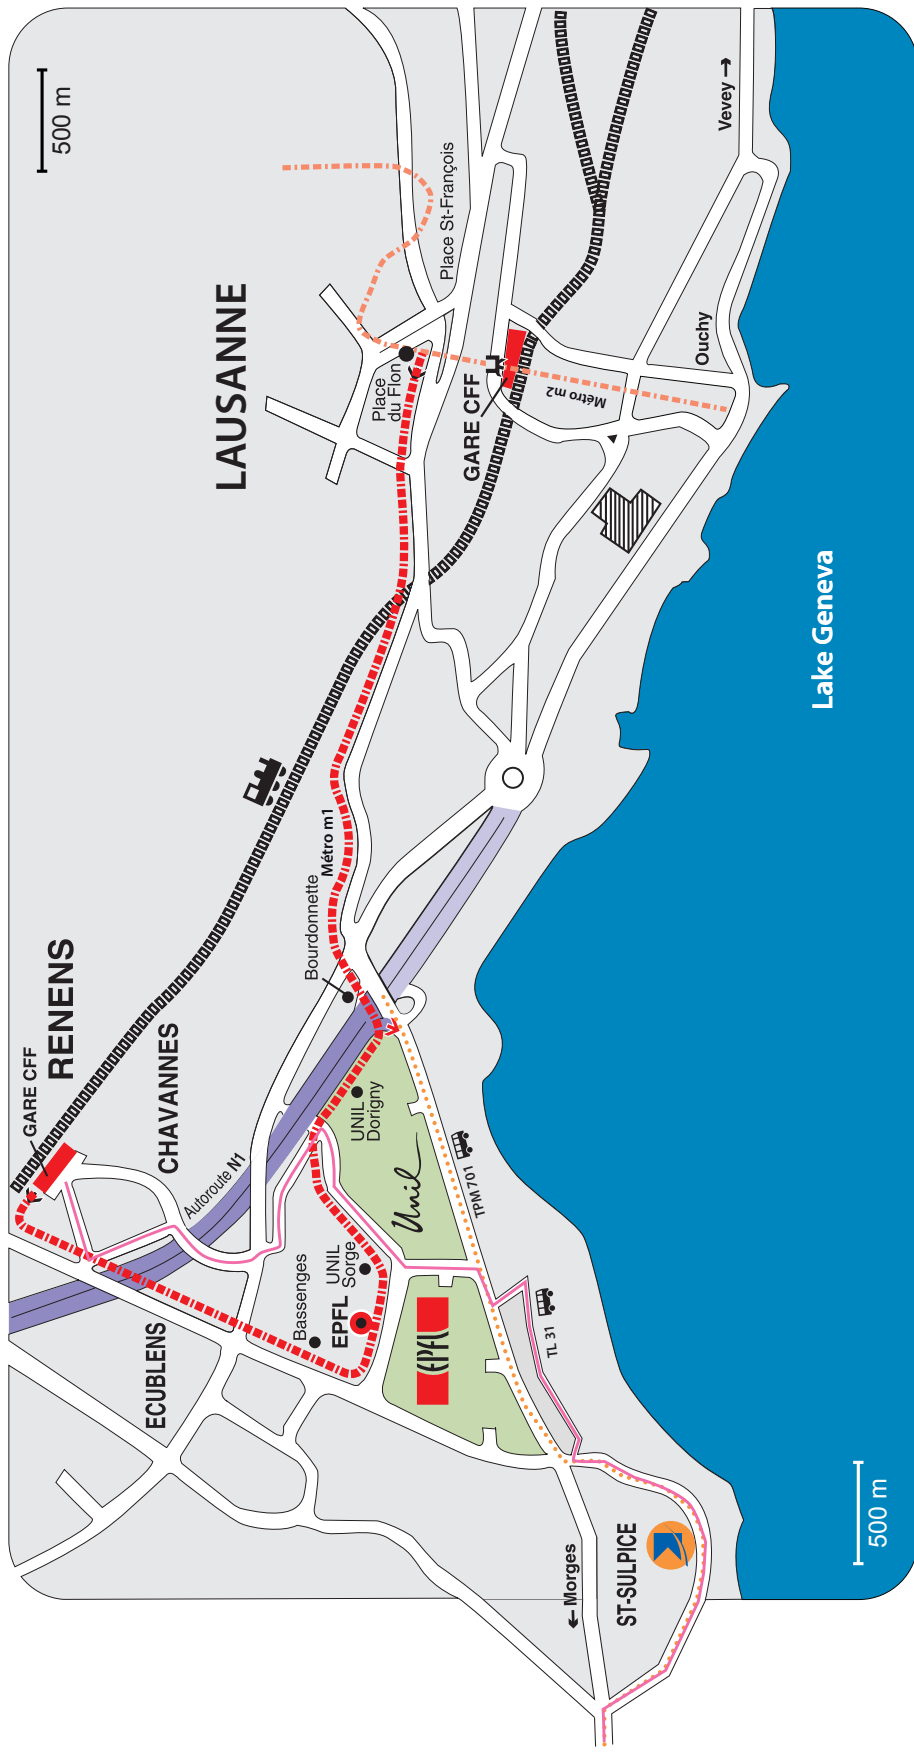 500 m
LAUSANNE
Place St-François
Vevey →
Place
du Flon
GARE CFF
Métro m2
Ouchy
Lake Geneva
RENENS
GARE CFF
CHAVANNES
Bourdonnette
Métro m1
Autoroute N1
UNIL
Dorigny
Unil
TPM 701
ECUBLENS
Bassenges
UNIL
Sorge
EPFL
EPFL
TL 31
← Morges
ST-SULPICE
500 m